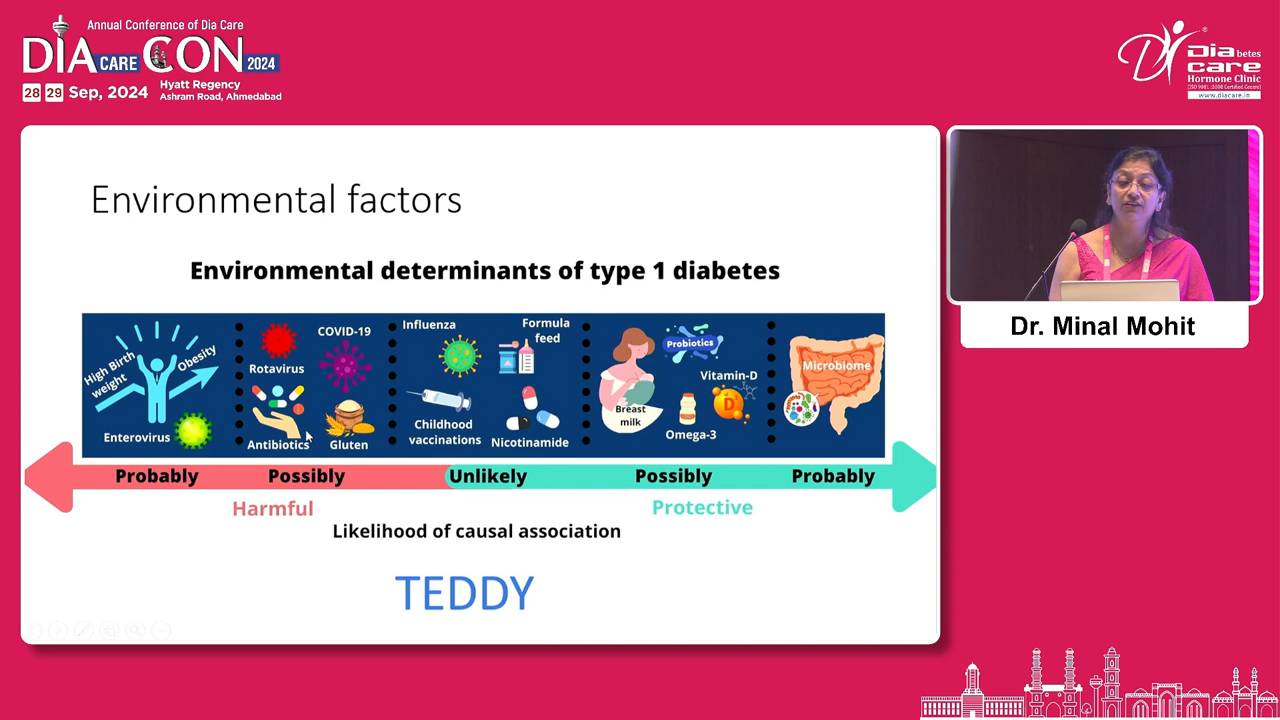 Annual Conference of Dia Care
DIA CARE CON 2024
28 29 Sep, 2024
Hyatt Regency
Ashram Road, Ahmedabad
®
Diabetes
care
Hormone Clinic
(ISO 9001:2008 Certified Centre)
www.diacare.in
Environmental factors
Environmental determinants of type 1 diabetes
High Birth weight
Obesity
Enterovirus
Rotavirus
COVID-19
Antibiotics
Gluten
Influenza
Formula
feed
Childhood
vaccinations
Nicotinamide
Breast
milk
Probiotics
Vitamin-D
D
Omega-3
Microbiome
Probably
Possibly
Unlikely
Possibly
Probably
Harmful
Protective
Likelihood of causal association
TEDDY
Dr. Minal Mohit